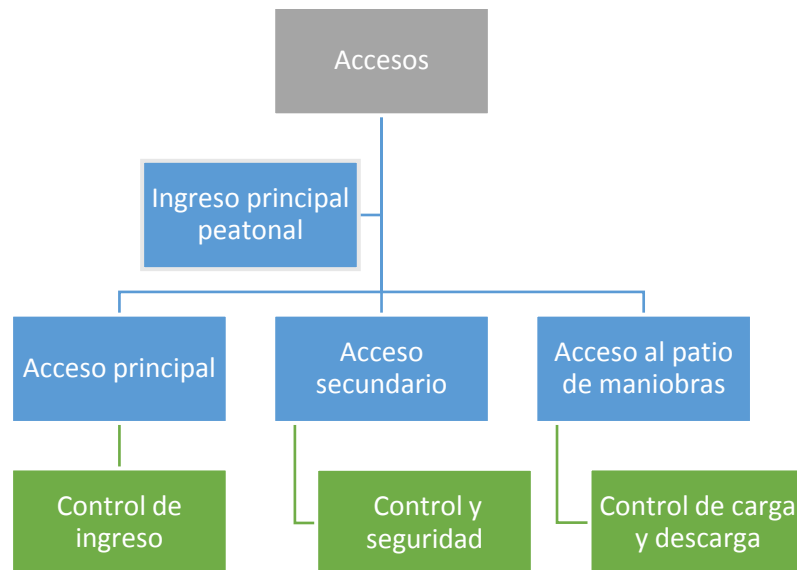 Accesos
Ingreso principal
peatonal
Acceso principal
Acceso
secundario
Acceso al patio
de maniobras
Control de
ingreso
Control y
seguridad
Control de carga
y descarga